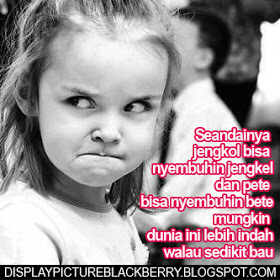 Seandainya
jengkol bisa
nyembuhin jengkel
dan pete
bisa nyembuhin bete
mungkin
dunia ini lebih indah
walau sedikit bau
DISPLAYPICTUREBLACKBERRY.BLOGSPOT.COM